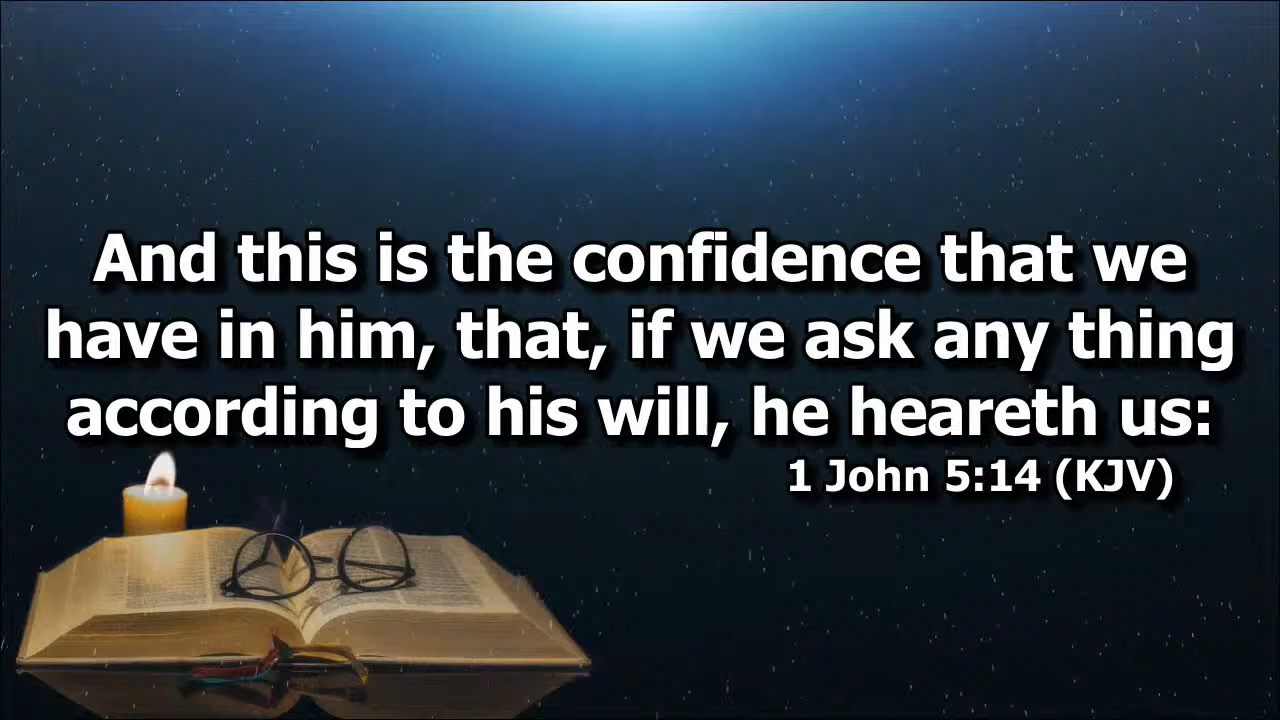 And this is the confidence that we
have in him, that, if we ask any thing
according to his will, he heareth us:
1 John 5:14 (KJV)